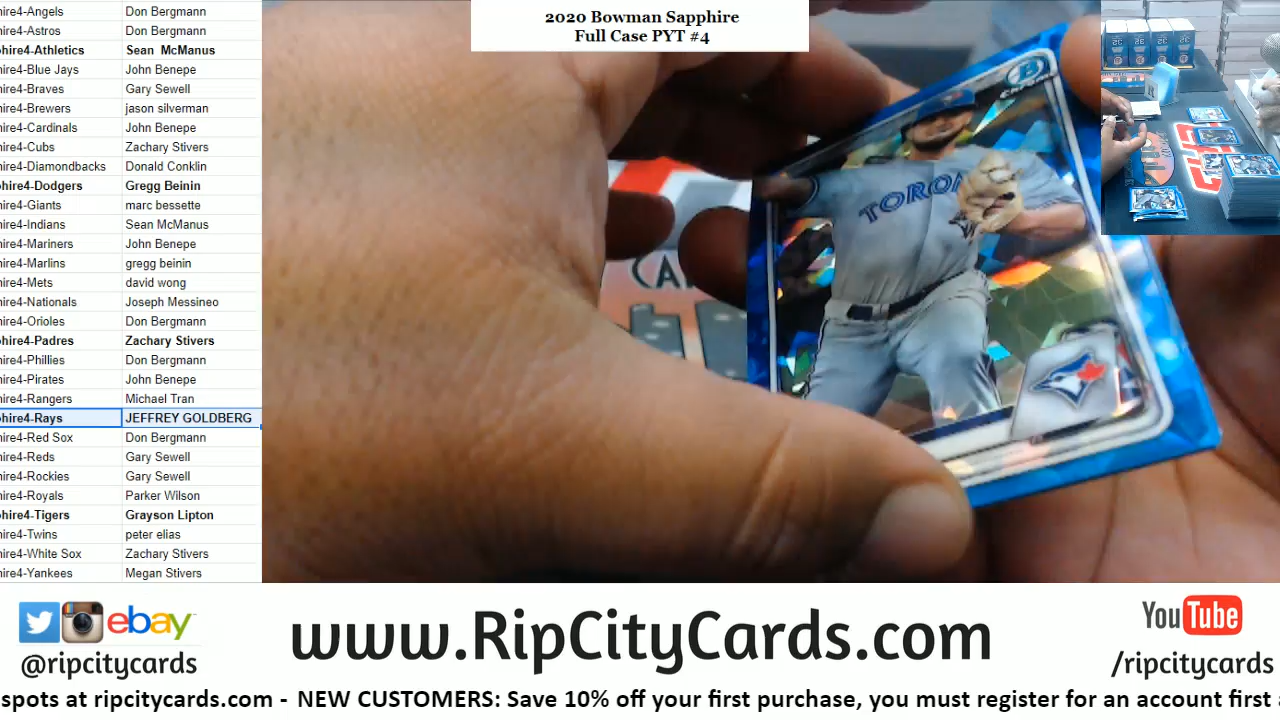 2020 Bowman Sapphire
Full Case PYT #4
hire4-Angels Don Bergmann
hire4-Astros Don Bergmann
hire4-Athletics Sean McManus
hire4-Blue Jays John Benepe
hire4-Braves Gary Sewell
hire4-Brewers jason silverman
hire4-Cardinals John Benepe
hire4-Cubs Zachary Stivers
hire4-Diamondbacks Donald Conklin
hire4-Dodgers Gregg Beinin
hire4-Giants marc bessette
hire4-Indians Sean McManus
hire4-Mariners John Benepe
hire4-Marlins gregg beinin
hire4-Mets david wong
hire4-Nationals Joseph Messineo
hire4-Orioles Don Bergmann
hire4-Padres Zachary Stivers
hire4-Phillies Don Bergmann
hire4-Pirates John Benepe
hire4-Rangers Michael Tran
hire4-Rays JEFFREY GOLDBERG
hire4-Red Sox Don Bergmann
hire4-Reds Gary Sewell
hire4-Rockies Gary Sewell
hire4-Royals Parker Wilson
hire4-Tigers Grayson Lipton
hire4-Twins peter elias
hire4-White Sox Zachary Stivers
hire4-Yankees Megan Stivers
B
TORON
ebay
@ripcitycards
www.RipCityCards.com
YouTube
/ripcitycards
spots at ripcitycards.com - NEW CUSTOMERS: Save 10% off your first purchase, you must register for an account first